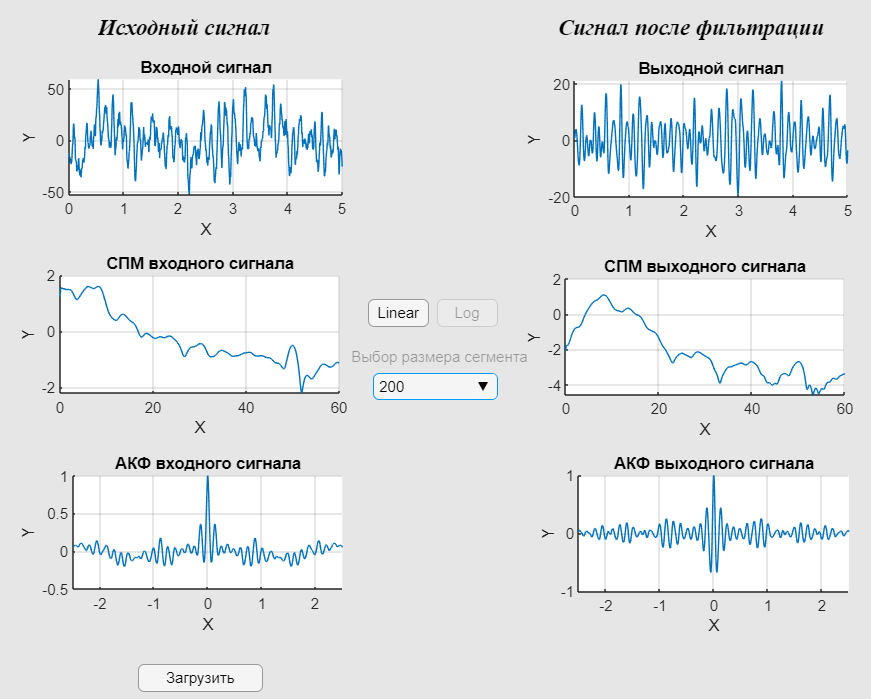 Исходный сигнал
Сигнал после фильтрации
Входной сигнал
50
0
-50
Y
0 1 2 3 4 5
X
Выходной сигнал
20
0
-20
Y
0 1 2 3 4 5
X
СПМ входного сигнала
2
0
-2
Y
0 20 40 60
X
Linear Log
Выбор размера сегмента
200
СПМ выходного сигнала
2
0
-2
-4
Y
0 20 40 60
X
АКФ входного сигнала
1
0.5
0
-0.5
Y
-2 -1 0 1 2
X
АКФ выходного сигнала
1
0
-1
Y
-2 -1 0 1 2
X
Загрузить